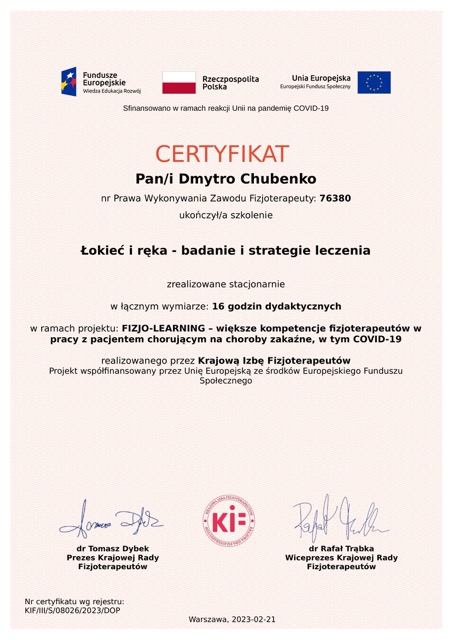 Fundusze
Europejskie
Wiedza Edukacja Rozwój
Rzeczpospolita
Polska
Unia Europejska
Europejski Fundusz Społeczny
Sfinansowano w ramach reakcji Unii na pandemię COVID-19
CERTYFIKAT
Pan/i Dmytro Chubenko
nr Prawa Wykonywania Zawodu Fizjoterapeuty: 76380
ukończył/a szkolenie
Łokieć i ręka - badanie i strategie leczenia
zrealizowane stacjonarnie
w łącznym wymiarze: 16 godzin dydaktycznych
w ramach projektu: FIZJO-LEARNING – większe kompetencje fizjoterapeutów w
pracy z pacjentem chorującym na choroby zakaźne, w tym COVID-19
realizowanego przez Krajową Izbę Fizjoterapeutów
Projekt współfinansowany przez Unię Europejską ze środków Europejskiego Funduszu
Społecznego
KIF
dr Tomasz Dybek
Prezes Krajowej Rady
Fizjoterapeutów
dr Rafał Trąbka
Wiceprezes Krajowej Rady
Fizjoterapeutów
Nr certyfikatu wg rejestru:
KIF/III/S/08026/2023/DOP
Warszawa, 2023-02-21